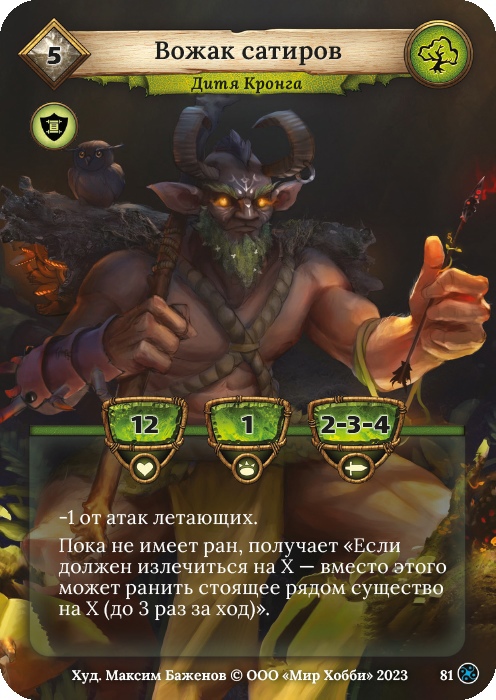 5
Вожак сатиров
Дитя Кронга
12
1
2-3-4
-1 от атак летающих.
Пока не имеет ран, получает «Если
должен излечиться на X — вместо этого
может ранить стоящее рядом существо
на X (до 3 раз за ход)».
Худ. Максим Баженов © ООО «Мир Хобби» 2023
81